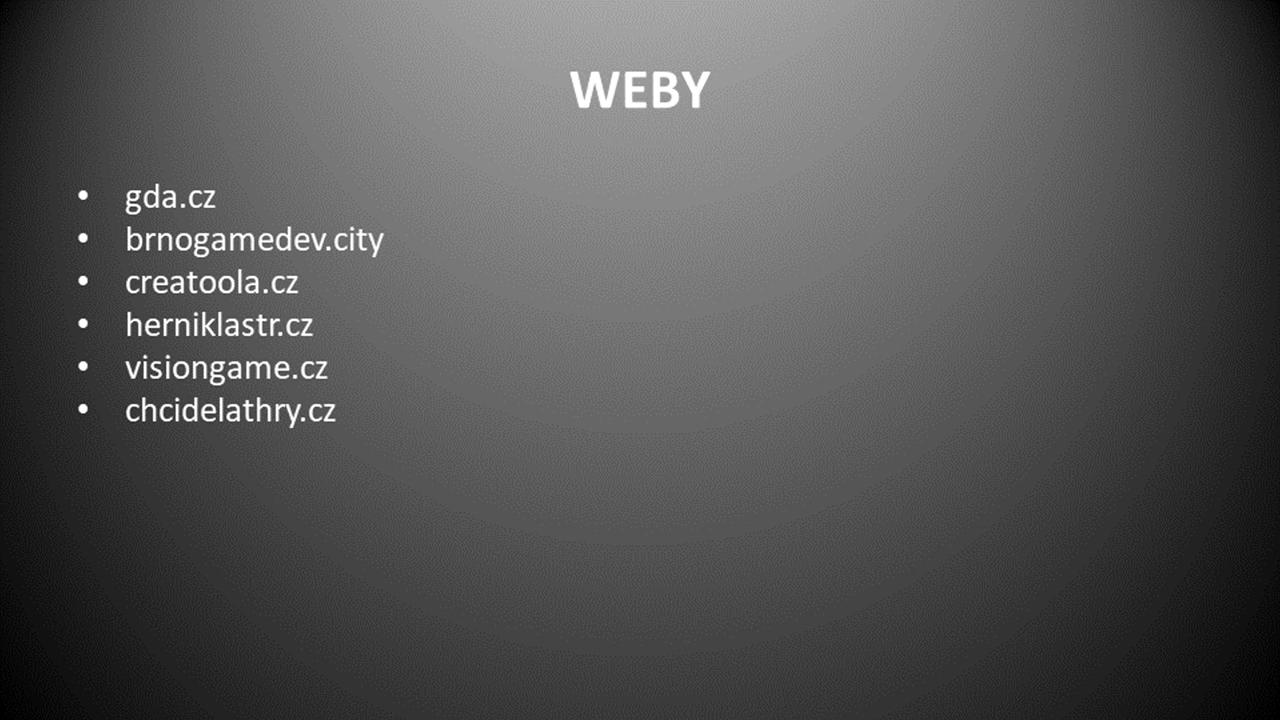 WEBY
• gda.cz
• brnogamedev.city
• creatoola.cz
• herniklastr.cz
• visiongame.cz
• chcidelathry.cz